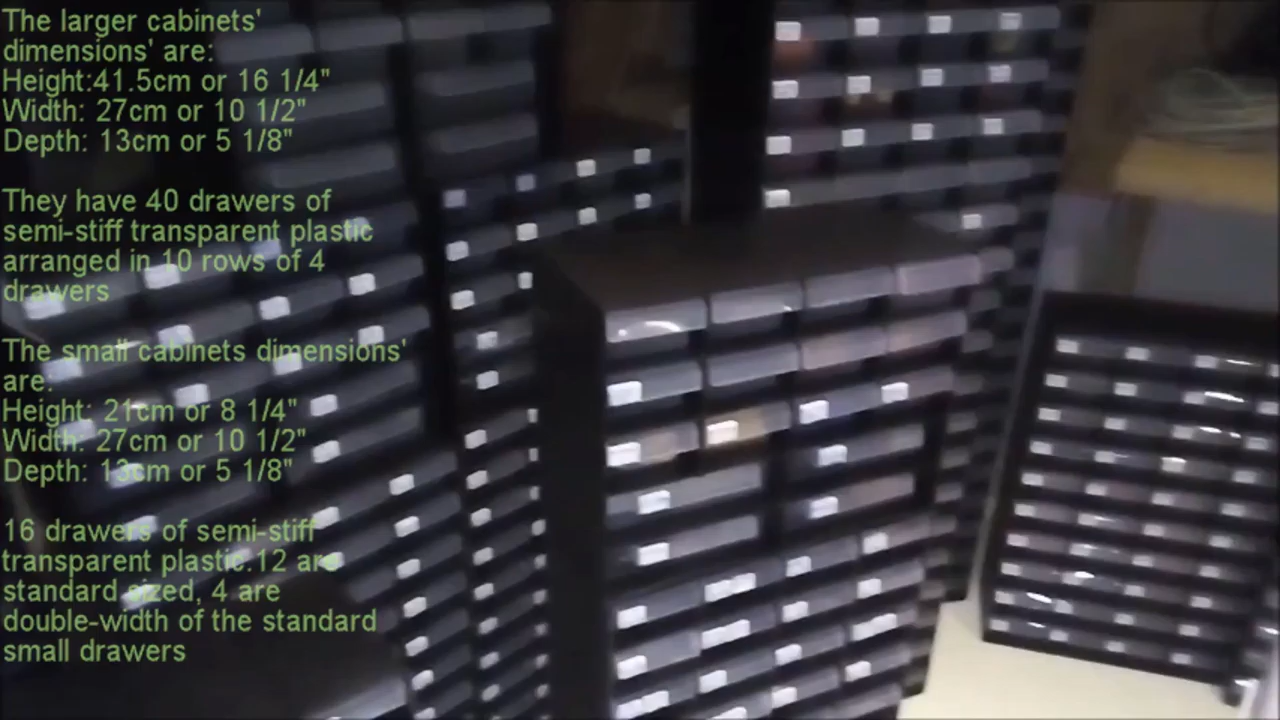 The larger cabinets'
dimensions' are:
Height:41.5cm or 16 1/4"
Width: 27cm or 10 1/2"
Depth: 13cm or 5 1/8"
They have 40 drawers of
semi-stiff transparent plastic
arranged in 10 rows of 4
drawers
The small cabinets dimensions'
are:
Height: 21cm or 8 1/4"
Width: 27cm or 10 1/2"
Depth: 13cm or 5 1/8"
16 drawers of semi-stiff
transparent plastic.12 are
standard sized, 4 are
double-width of the standard
small drawers